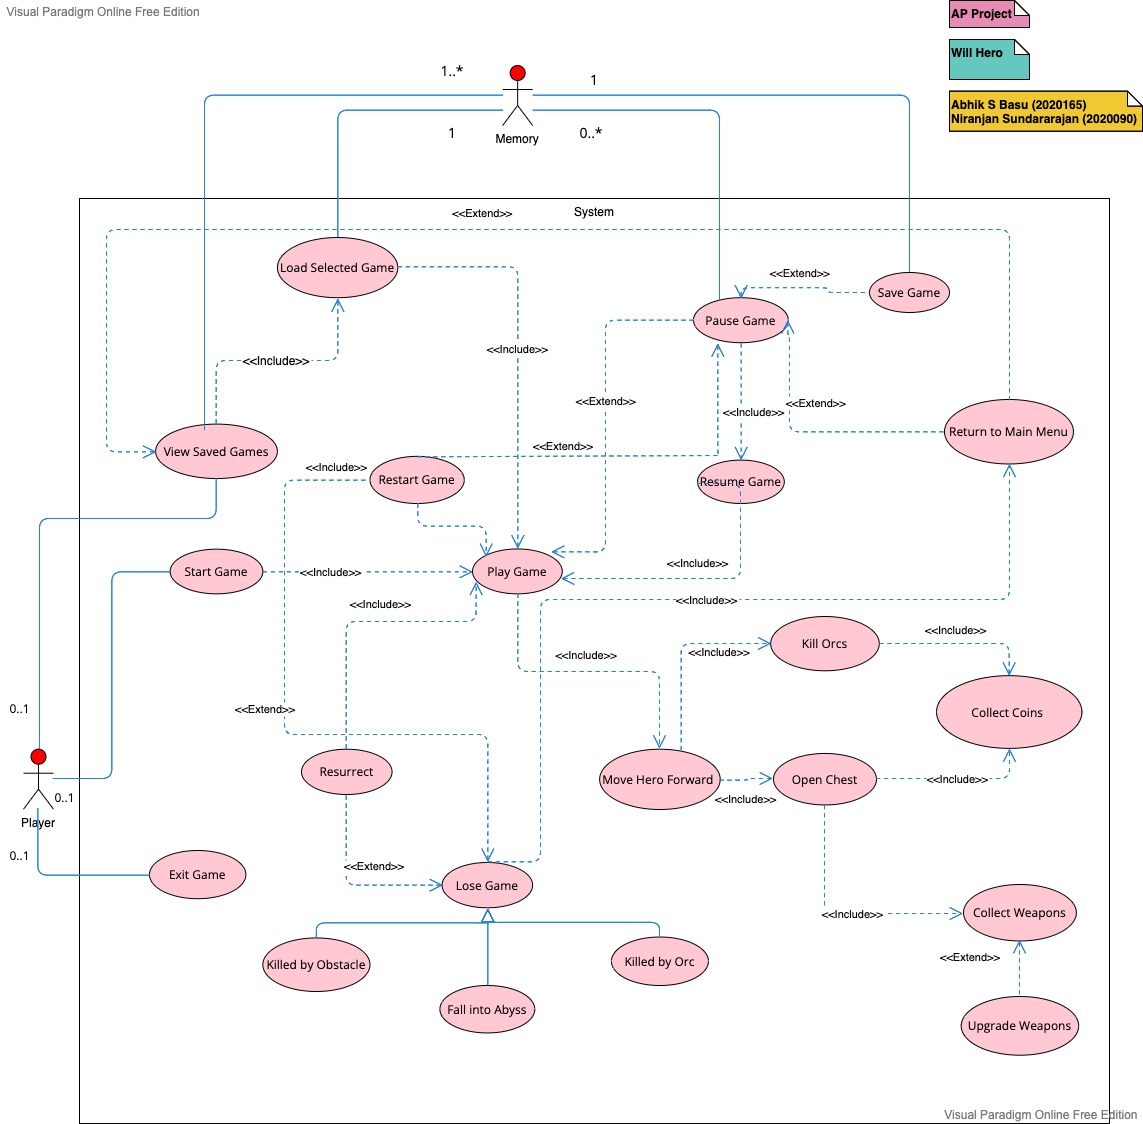 Visual Paradigm Online Free Edition
AP Project
Will Hero
Abhik S Basu (2020165)
Niranjan Sundararajan (2020090)
1..*
1
1
0..*
Memory
<<Extend>>
System
Load Selected Game
<<Extend>>
Save Game
Pause Game
<<Include>>
<<Include>>
<<Extend>>
<<Extend>>
<<Include>>
Return to Main Menu
<<Extend>>
View Saved Games
<<Include>>
Restart Game
Resume Game
Start Game
<<Include>>
Play Game
<<Include>>
<<Include>>
<<Include>>
<<Include>>
<<Include>>
<<Include>>
Kill Orcs
Collect Coins
0..1
<<Extend>>
Resurrect
Move Hero Forward
Open Chest
<<Include>>
<<Include>>
0..1
Player
0..1
Exit Game
<<Extend>>
Lose Game
<<Include>>
Collect Weapons
Killed by Obstacle
Killed by Orc
<<Extend>>
Fall into Abyss
Upgrade Weapons
Visual Paradigm Online Free Edition